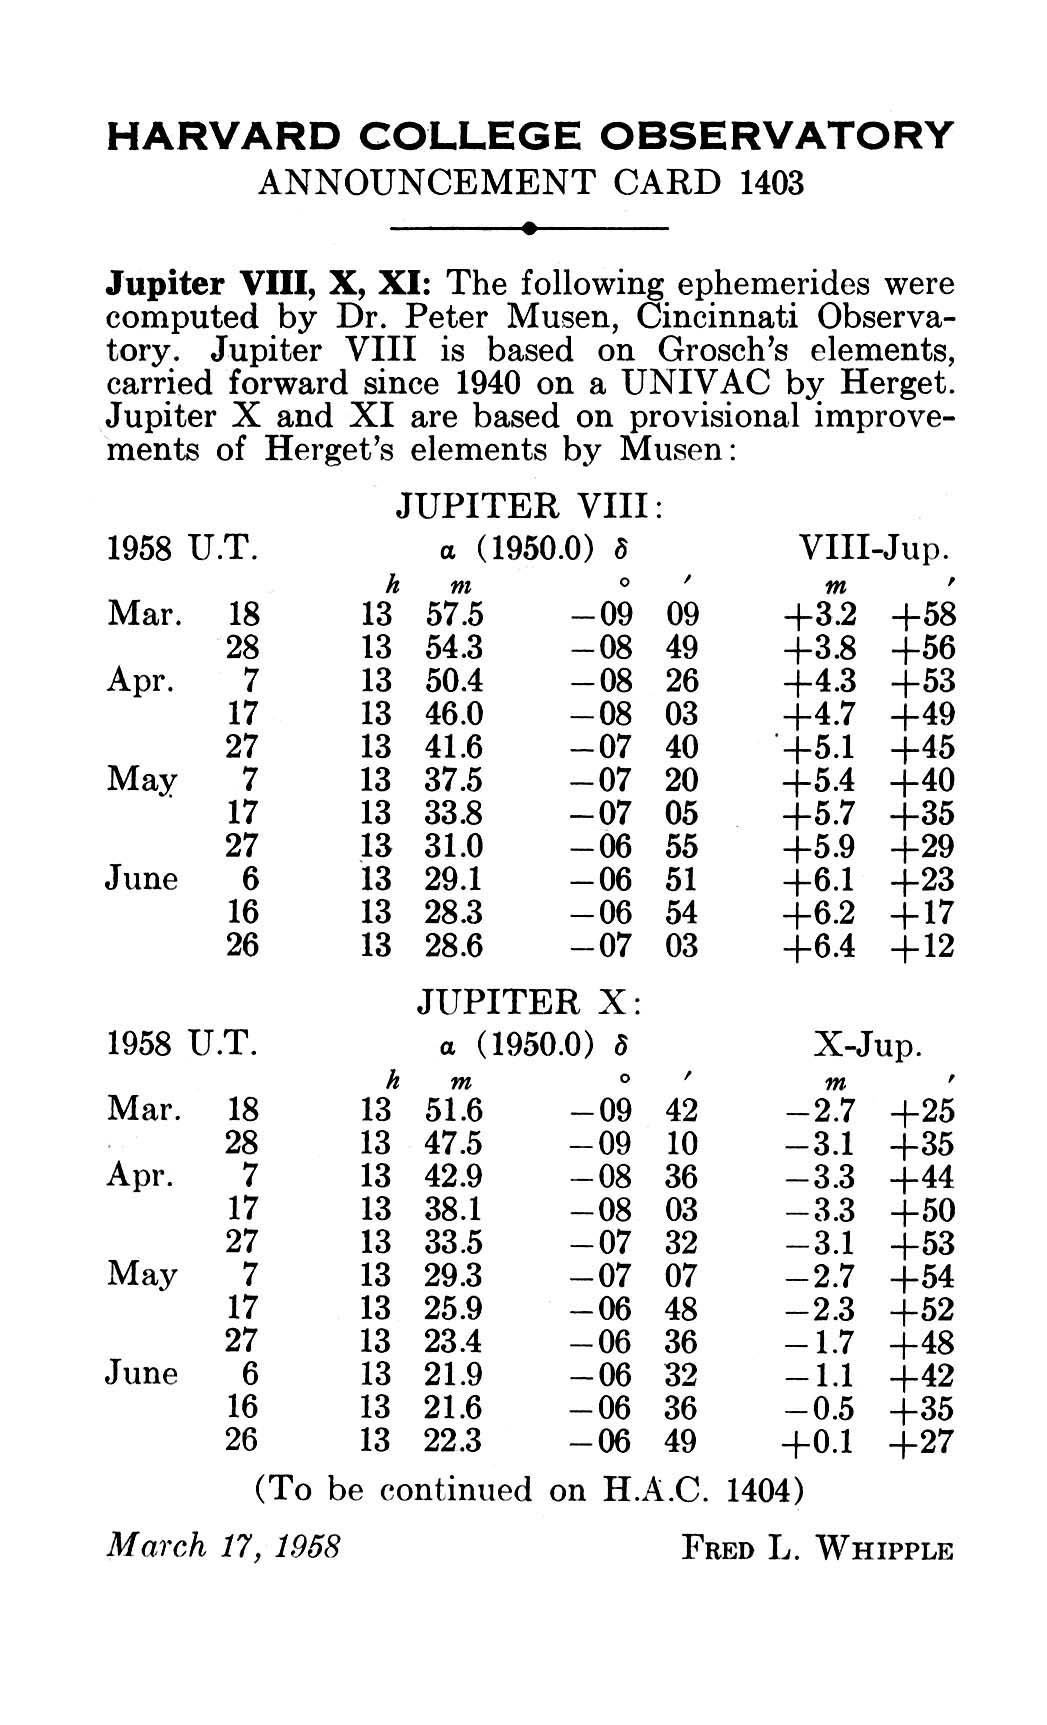 HARVARD COLLEGE OBSERVATORY
ANNOUNCEMENT CARD 1403
Jupiter VIII, X, XI: The following ephemerides were
computed by Dr. Peter Musen, Cincinnati Observa-
tory. Jupiter VIII is based on Grosch's elements,
carried forward since 1940 on a UNIVAC by Herget.
Jupiter X and XI are based on provisional improve-
ments of Herget's elements by Musen:
JUPITER VIII:
1958 U.T. α (1950.0) δ VIII-Jup.
h m ° ′ m ′
Mar. 18 13 57.5 −09 09 +3.2 +58
28 13 54.3 −08 49 +3.8 +56
Apr. 7 13 50.4 −08 26 +4.3 +53
17 13 46.0 −08 03 +4.7 +49
27 13 41.6 −07 40 +5.1 +45
May 7 13 37.5 −07 20 +5.4 +40
17 13 33.8 −07 05 +5.7 +35
27 13 31.0 −06 55 +5.9 +29
June 6 13 29.1 −06 51 +6.1 +23
16 13 28.3 −06 54 +6.2 +17
26 13 28.6 −07 03 +6.4 +12
JUPITER X:
1958 U.T. α (1950.0) δ X-Jup.
h m ° ′ m ′
Mar. 18 13 51.6 −09 42 −2.7 +25
28 13 47.5 −09 10 −3.1 +35
Apr. 7 13 42.9 −08 36 −3.3 +44
17 13 38.1 −08 03 −3.3 +50
27 13 33.5 −07 32 −3.1 +53
May 7 13 29.3 −07 07 −2.7 +54
17 13 25.9 −06 48 −2.3 +52
27 13 23.4 −06 36 −1.7 +48
June 6 13 21.9 −06 32 −1.1 +42
16 13 21.6 −06 36 −0.5 +35
26 13 22.3 −06 49 +0.1 +27
(To be continued on H.A.C. 1404)
March 17, 1958 FRED L. WHIPPLE